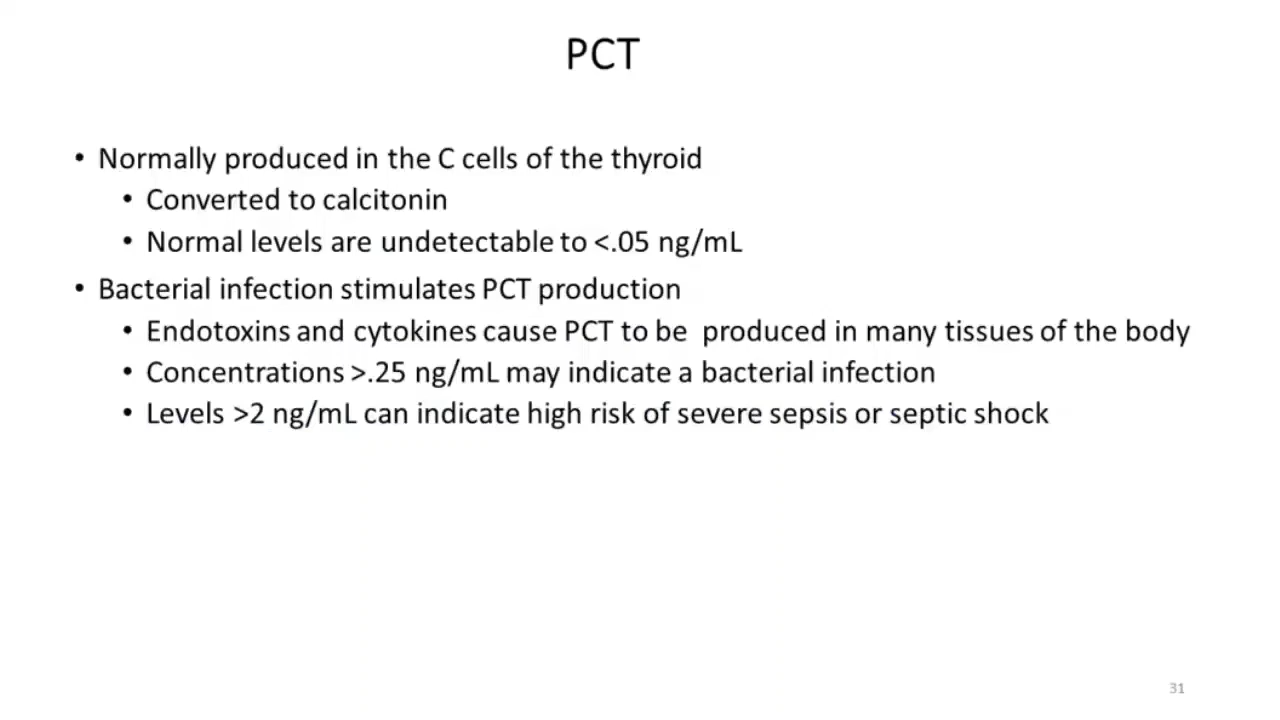 PCT
• Normally produced in the C cells of the thyroid
• Converted to calcitonin
• Normal levels are undetectable to <.05 ng/mL
• Bacterial infection stimulates PCT production
• Endotoxins and cytokines cause PCT to be  produced in many tissues of the body
• Concentrations >.25 ng/mL may indicate a bacterial infection
• Levels >2 ng/mL can indicate high risk of severe sepsis or septic shock
31